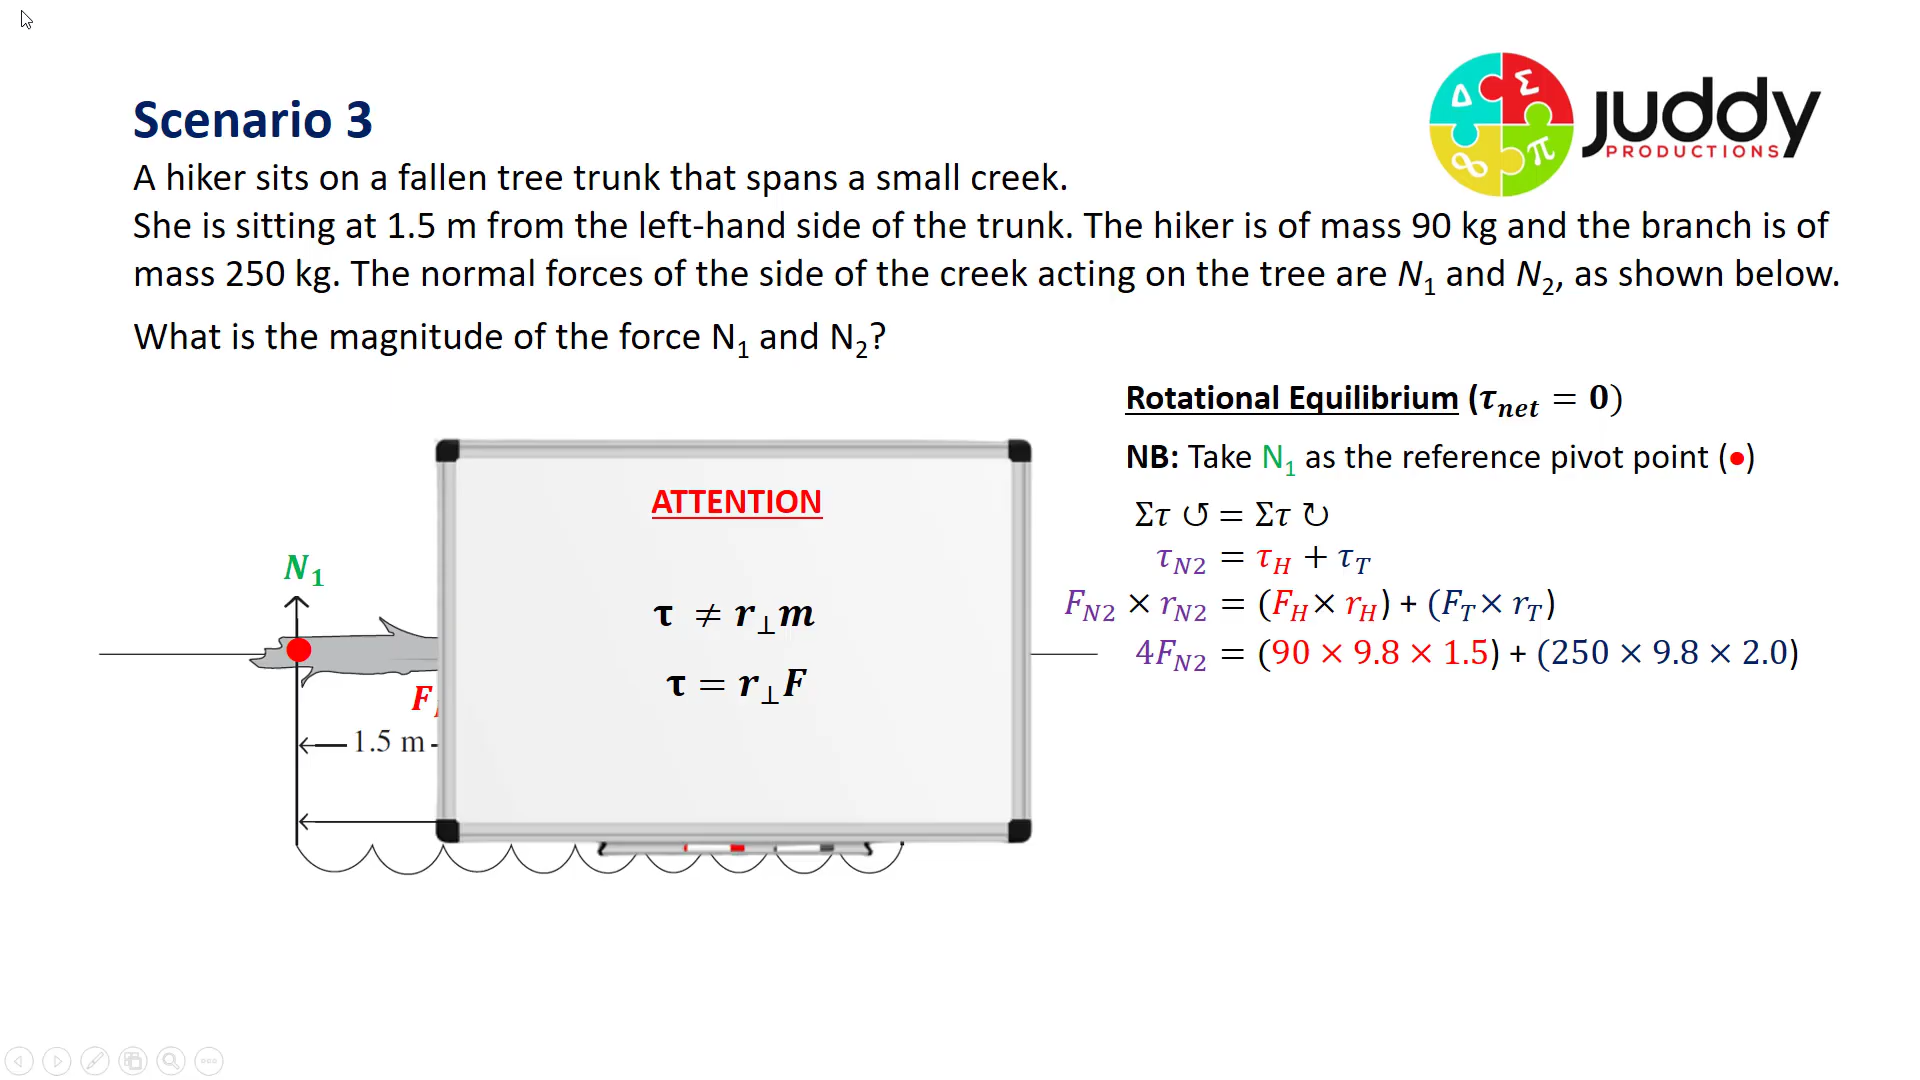 Scenario 3
Δ Σ ∞ π
juddy
PRODUCTIONS
A hiker sits on a fallen tree trunk that spans a small creek.
She is sitting at 1.5 m from the left-hand side of the trunk. The hiker is of mass 90 kg and the branch is of
mass 250 kg. The normal forces of the side of the creek acting on the tree are N₁ and N₂, as shown below.
What is the magnitude of the force N₁ and N₂?
Rotational Equilibrium (τₙₑₜ = 0)
NB: Take N₁ as the reference pivot point (●)
Στ ↺ = Στ ↻
τ_N2 = τ_H + τ_T
F_N2 × r_N2 = (F_H × r_H) + (F_T × r_T)
4F_N2 = (90 × 9.8 × 1.5) + (250 × 9.8 × 2.0)
ATTENTION
τ ≠ r⊥m
τ = r⊥F
N₁
F
1.5 m